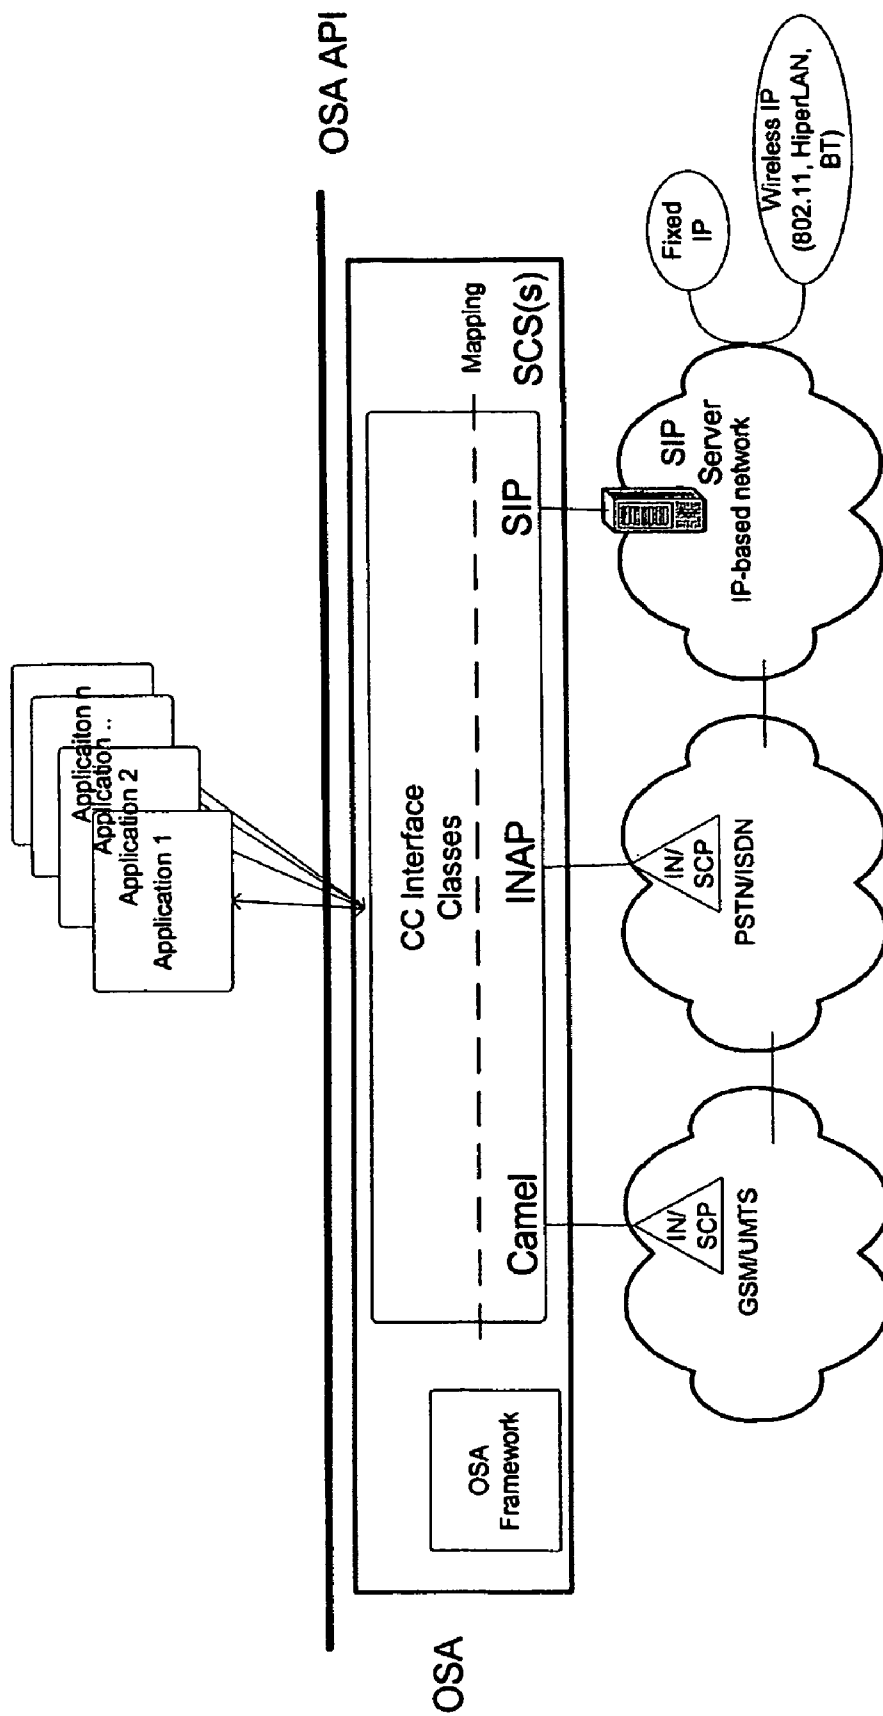 Applicaiton n
Application ..
Application 2
Application 1
OSA API
OSA
OSA
Framework
CC Interface
Classes
Mapping
Camel
INAP
SIP
SCS(s)
IN/
SCP
GSM/UMTS
IN/
SCP
PSTN/ISDN
SIP
Server
IP-based network
Fixed
IP
Wireless IP
(802.11, HiperLAN,
BT)